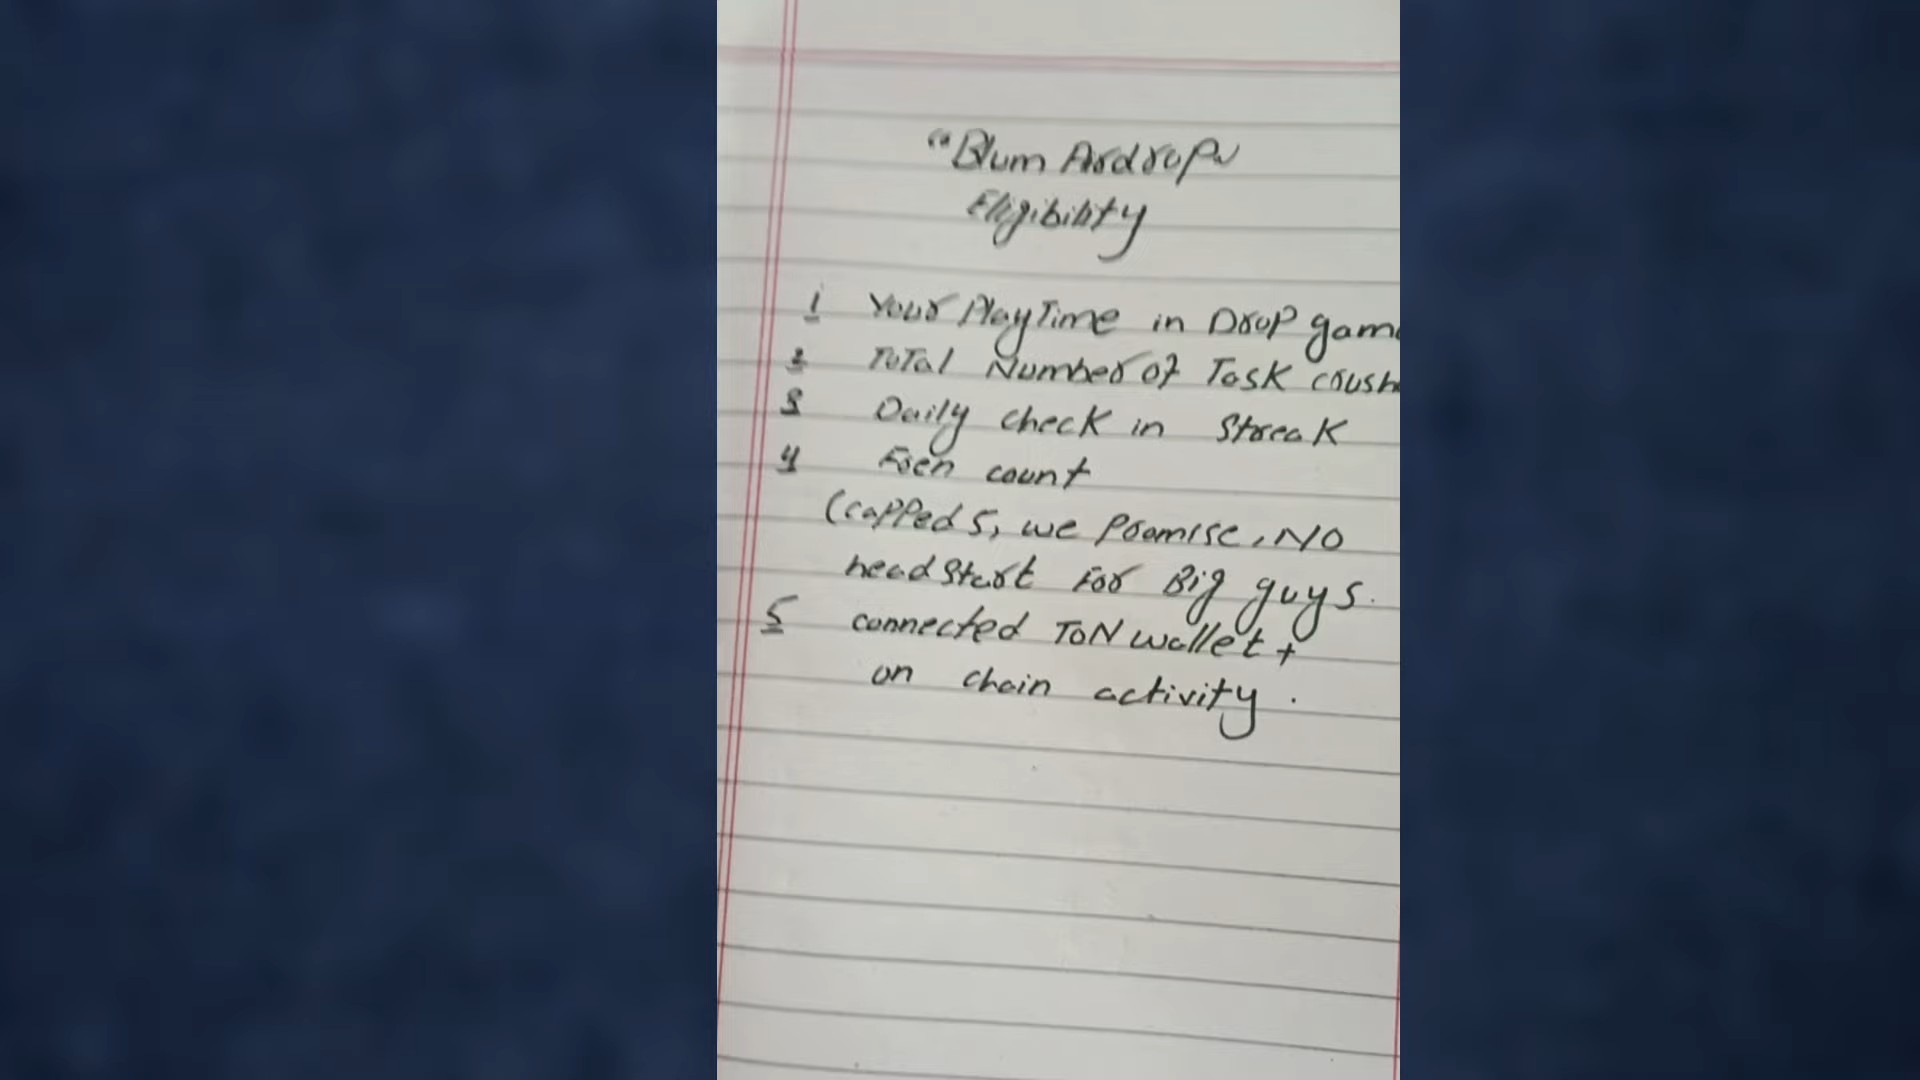 "Blum Airdrop"
Eligibility
1 Your PlayTime in Drop game
2 Total Number of Task crush
3 Daily check in Streak
4 Fren count
(capped 5, we Promise, NO
head Start For Big guys.
5 connected TON wallet +
on chain activity.